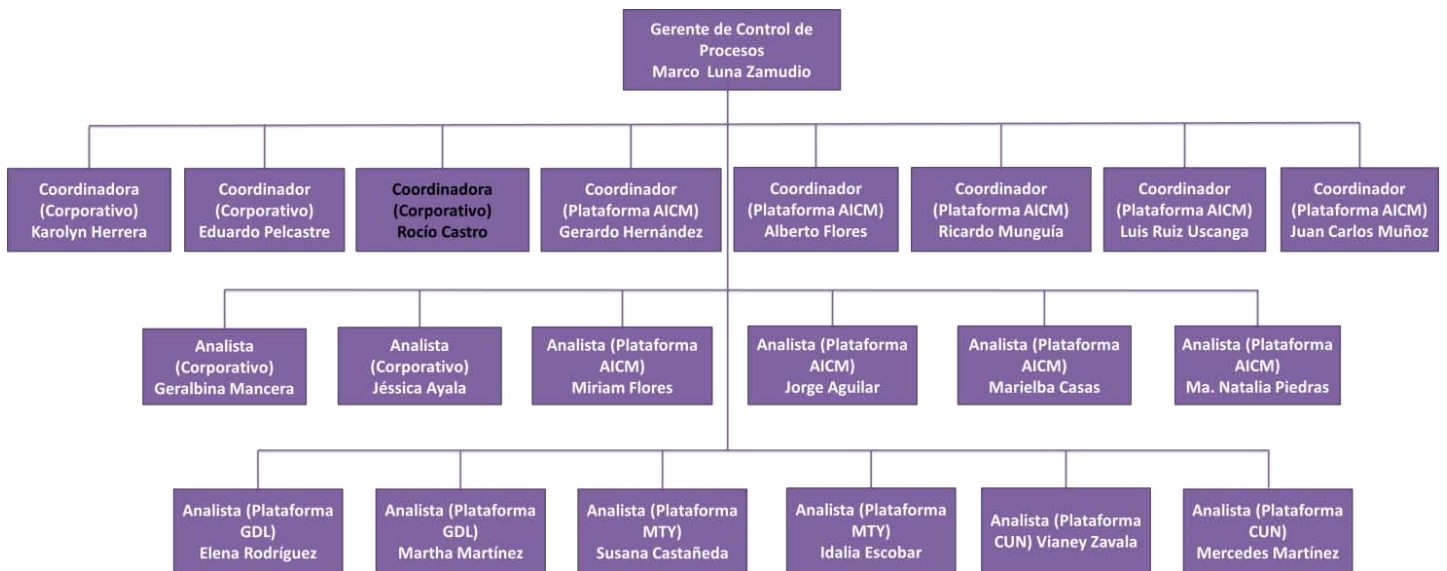 Gerente de Control de
Procesos
Marco Luna Zamudio
Coordinadora
(Corporativo)
Karolyn Herrera
Coordinador
(Corporativo)
Eduardo Pelcastre
Coordinadora
(Corporativo)
Rocío Castro
Coordinador
(Plataforma AICM)
Gerardo Hernández
Coordinador
(Plataforma AICM)
Alberto Flores
Coordinador
(Plataforma AICM)
Ricardo Munguía
Coordinador
(Plataforma AICM)
Luis Ruiz Uscanga
Coordinador
(Plataforma AICM)
Juan Carlos Muñoz
Analista
(Corporativo)
Geralbina Mancera
Analista
(Corporativo)
Jéssica Ayala
Analista (Plataforma
AICM)
Miriam Flores
Analista (Plataforma
AICM)
Jorge Aguilar
Analista (Plataforma
AICM)
Marielba Casas
Analista (Plataforma
AICM)
Ma. Natalia Piedras
Analista (Plataforma
GDL)
Elena Rodríguez
Analista (Plataforma
GDL)
Martha Martínez
Analista (Plataforma
MTY)
Susana Castañeda
Analista (Plataforma
MTY)
Idalia Escobar
Analista (Plataforma
CUN) Vianey Zavala
Analista (Plataforma
CUN)
Mercedes Martínez